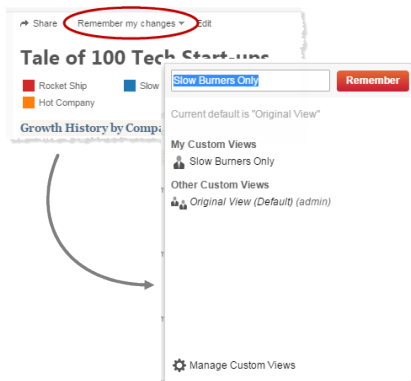 Share Remember my changes Edit
Tale of 100 Tech Start-ups
Rocket Ship Slow
Hot Company
Growth History by Compa
Slow Burners Only Remember
Current default is "Original View"
My Custom Views
Slow Burners Only
Other Custom Views
Original View (Default) (admin)
Manage Custom Views